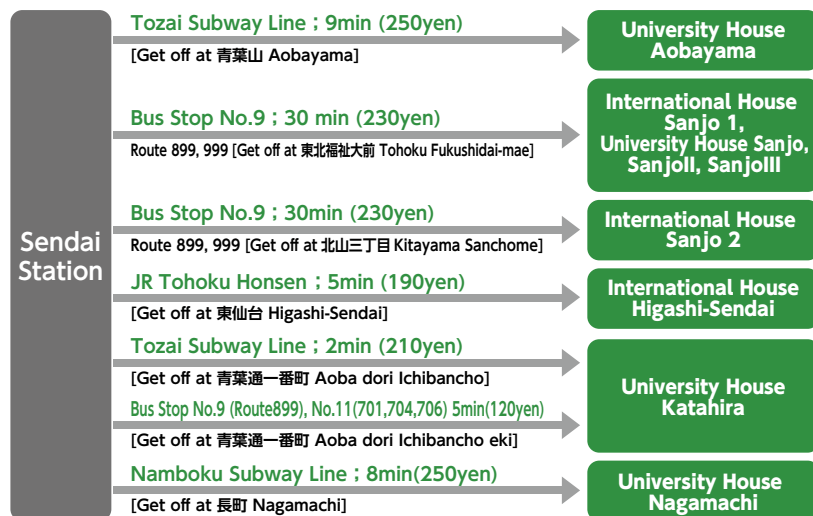 Sendai
Station
Tozai Subway Line ; 9min (250yen)
[Get off at 青葉山 Aobayama]
University House
Aobayama
Bus Stop No.9 ; 30 min (230yen)
Route 899, 999 [Get off at 東北福祉大前 Tohoku Fukushidai-mae]
International House
Sanjo 1,
University House Sanjo,
SanjoII, SanjoIII
Bus Stop No.9 ; 30min (230yen)
Route 899, 999 [Get off at 北山三丁目 Kitayama Sanchome]
International House
Sanjo 2
JR Tohoku Honsen ; 5min (190yen)
[Get off at 東仙台 Higashi-Sendai]
International House
Higashi-Sendai
Tozai Subway Line ; 2min (210yen)
[Get off at 青葉通一番町 Aoba dori Ichibancho]
Bus Stop No.9 (Route899), No.11(701,704,706) 5min(120yen)
[Get off at 青葉通一番町 Aoba dori Ichibancho eki]
University House
Katahira
Namboku Subway Line ; 8min(250yen)
[Get off at 長町 Nagamachi]
University House
Nagamachi